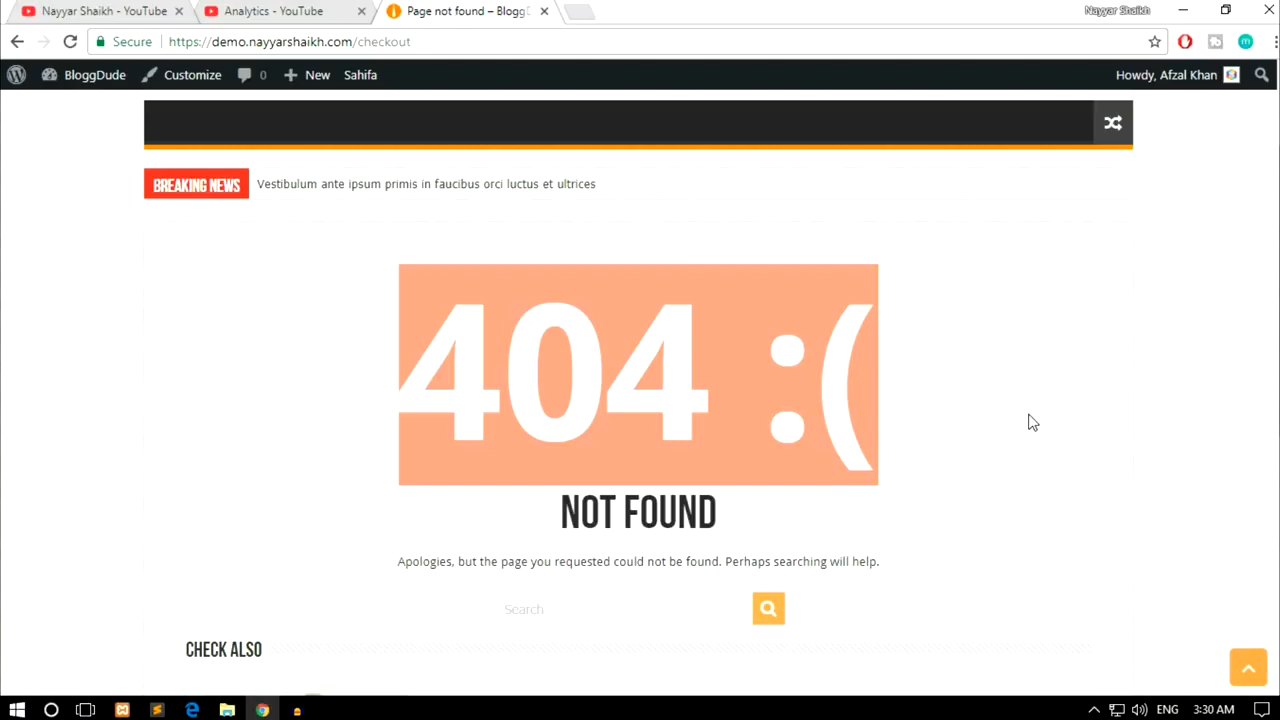 Nayyar Shaikh - YouTube
Analytics - YouTube
Page not found – Blogg
Nayyar Shaikh
Secure
https://demo.nayyarshaikh.com/checkout
BloggDude
Customize
0
New
Sahifa
Howdy, Afzal Khan
BREAKING NEWS
Vestibulum ante ipsum primis in faucibus orci luctus et ultrices
404 :(
NOT FOUND
Apologies, but the page you requested could not be found. Perhaps searching will help.
Search
CHECK ALSO
ENG
3:30 AM